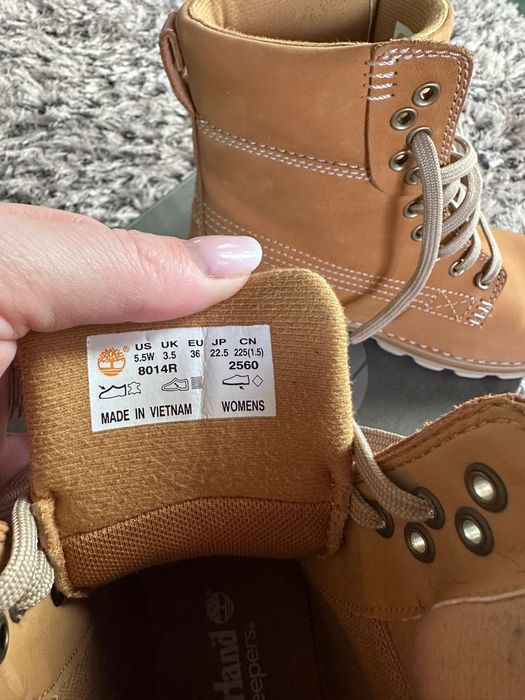 ® US UK EU JP CN
5.5W 3.5 36 22.5 225(1.5)
8014R 2560
MADE IN VIETNAM WOMENS